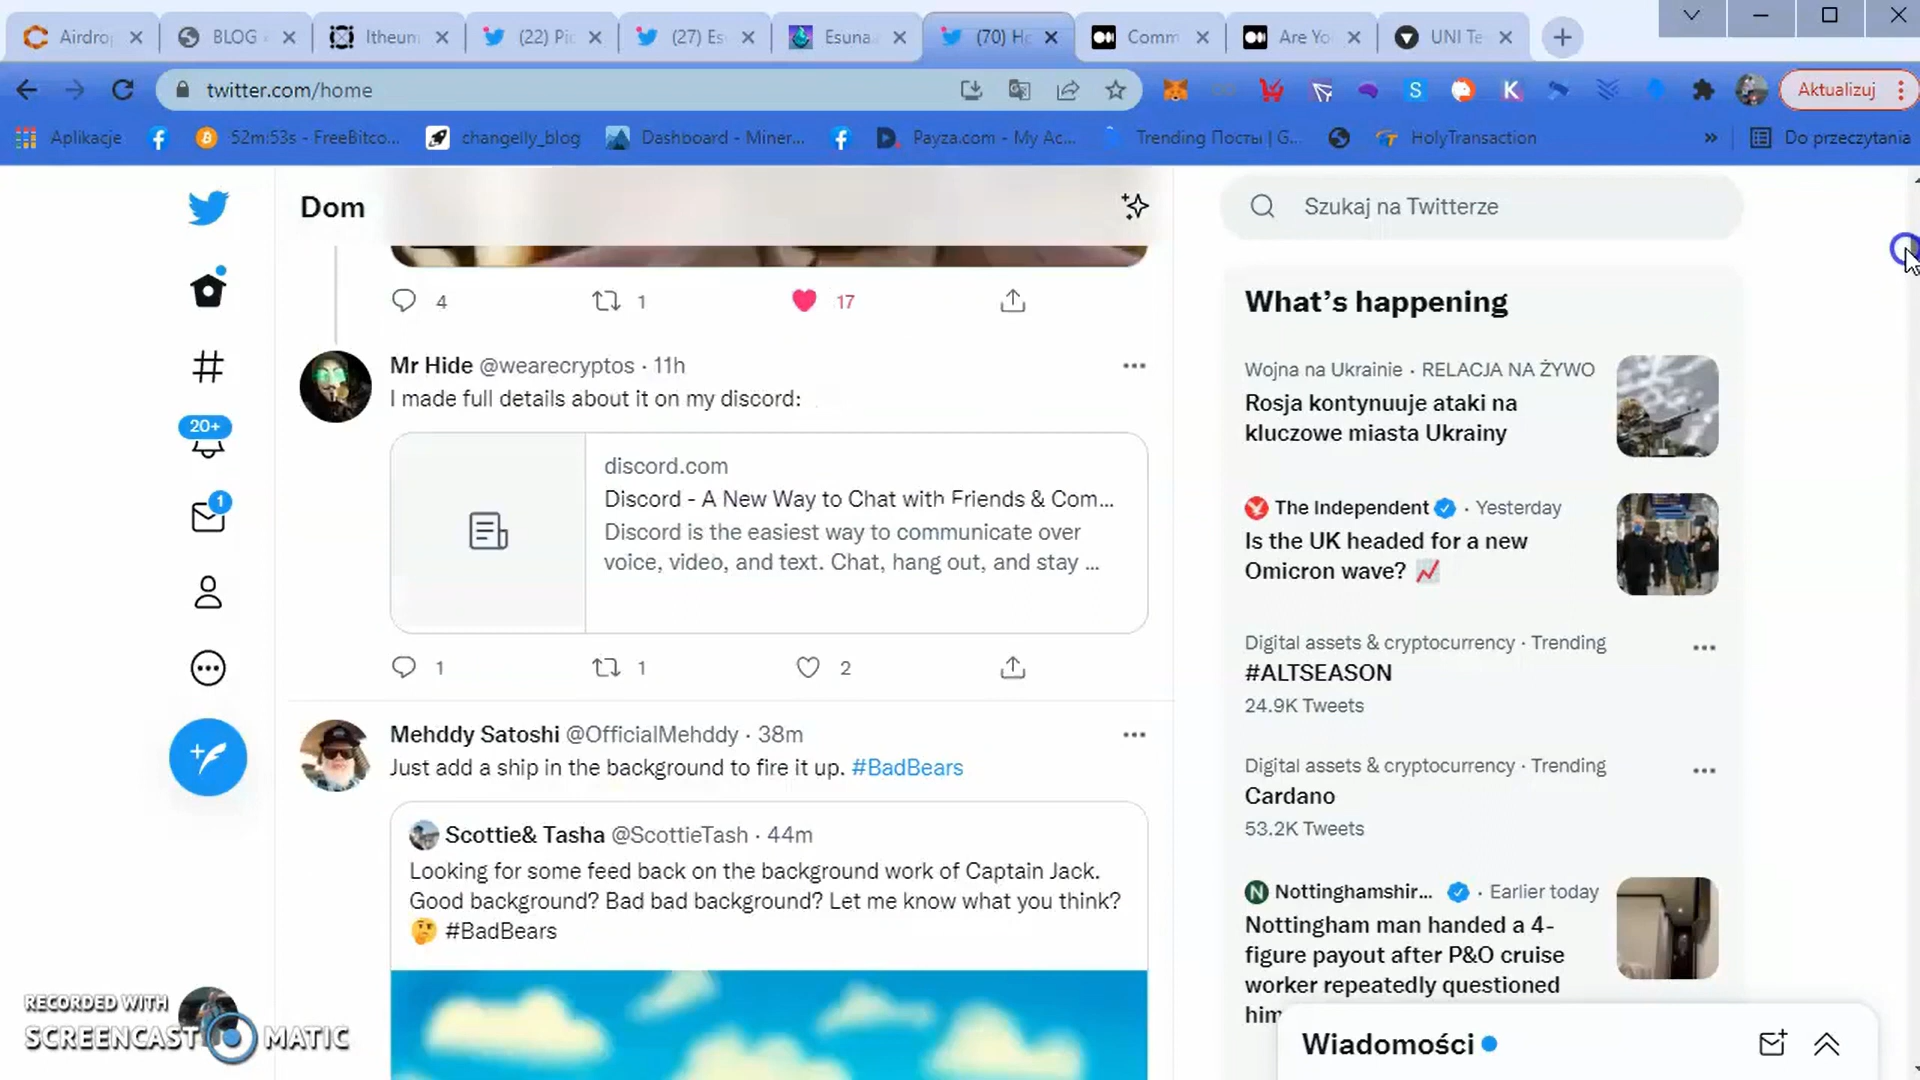 Airdrop
BLOG
Itheum
(22) Pi
(27) Es
Esuna
(70) H
Comm
Are Yo
UNI Te
twitter.com/home
Aktualizuj
Aplikacje
52m:53s - FreeBitco...
changelly_blog
Dashboard - Miner...
Payza.com - My Ac...
Trending Посты | G...
HolyTransaction
»
Do przeczytania
Dom
Szukaj na Twitterze
4
1
17
20+
1
Mr Hide @wearecryptos · 11h
I made full details about it on my discord:
discord.com
Discord - A New Way to Chat with Friends & Com...
Discord is the easiest way to communicate over
voice, video, and text. Chat, hang out, and stay ...
1
1
2
Mehddy Satoshi @OfficialMehddy · 38m
Just add a ship in the background to fire it up. #BadBears
Scottie& Tasha @ScottieTash · 44m
Looking for some feed back on the background work of Captain Jack.
Good background? Bad bad background? Let me know what you think?
🤔 #BadBears
What's happening
Wojna na Ukrainie · RELACJA NA ŻYWO
Rosja kontynuuje ataki na
kluczowe miasta Ukrainy
The Independent · Yesterday
Is the UK headed for a new
Omicron wave? 📈
Digital assets & cryptocurrency · Trending
#ALTSEASON
24.9K Tweets
Digital assets & cryptocurrency · Trending
Cardano
53.2K Tweets
Nottinghamshir... · Earlier today
Nottingham man handed a 4-
figure payout after P&O cruise
worker repeatedly questioned
him
Wiadomości
RECORDED WITH
SCREENCAST MATIC